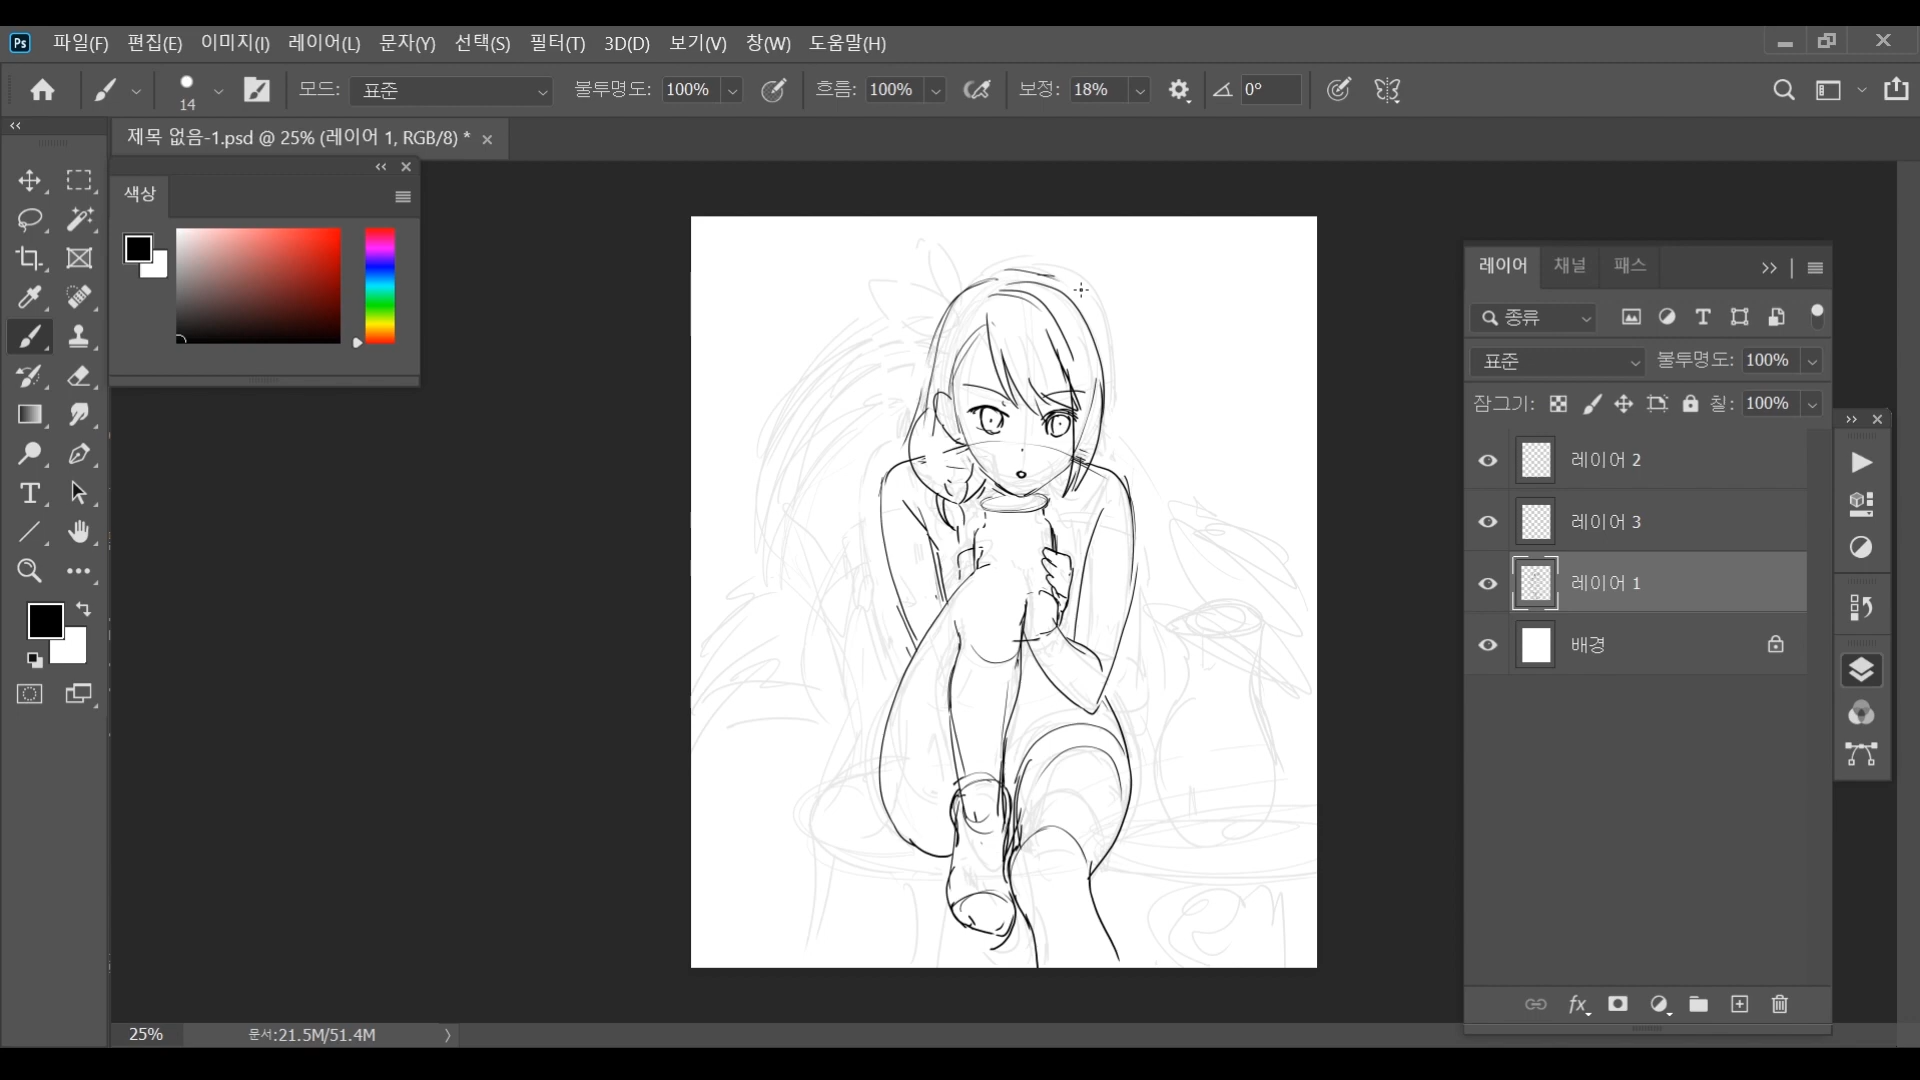 Ps 파일(F) 편집(E) 이미지(I) 레이어(L) 문자(Y) 선택(S) 필터(T) 3D(D) 보기(V) 창(W) 도움말(H)
14 모드: 표준 불투명도: 100% 흐름: 100% 보정: 18% 0°
제목 없음-1.psd @ 25% (레이어 1, RGB/8) *
색상
레이어 채널 패스
종류
표준 불투명도: 100%
잠그기: 칠: 100%
레이어 2
레이어 3
레이어 1
배경
fx
25% 문서:21.5M/51.4M